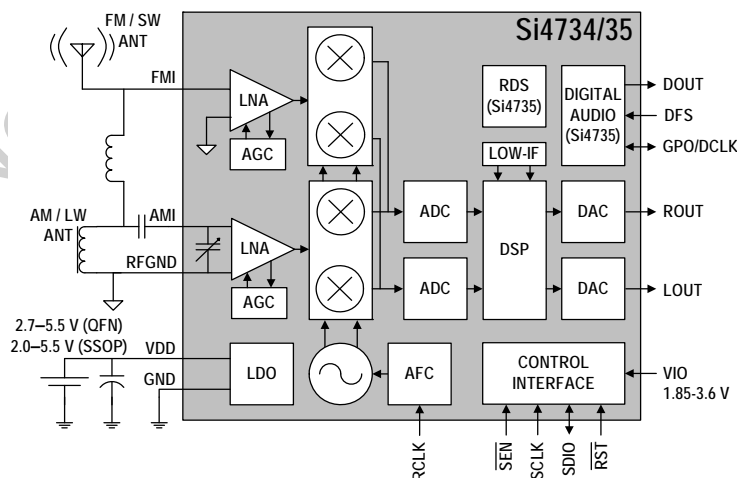 Si4734/35
FM / SW
ANT
FMI
LNA
AGC
RDS
(Si4735)
DIGITAL
AUDIO
(Si4735)
DOUT
DFS
GPO/DCLK
LOW-IF
AM / LW
ANT
AMI
RFGND
LNA
AGC
ADC
ADC
DSP
DAC
DAC
ROUT
LOUT
2.7–5.5 V (QFN)
2.0–5.5 V (SSOP)
VDD
GND
LDO
AFC
CONTROL
INTERFACE
VIO
1.85-3.6 V
RCLK
SEN
SCLK
SDIO
RST